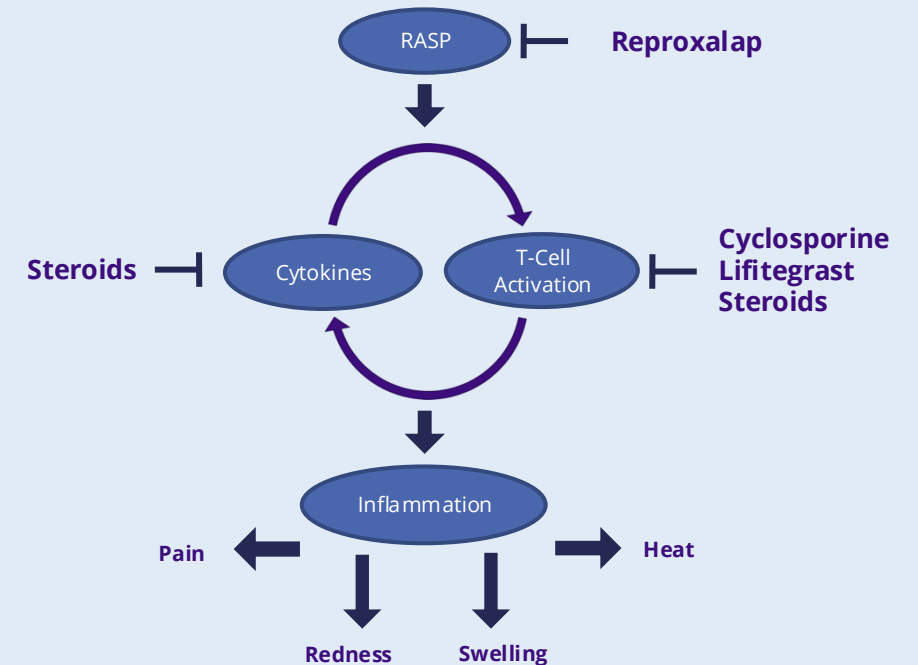 RASP
Reproxalap
Steroids
Cytokines
T-Cell
Activation
Cyclosporine
Lifitegrast
Steroids
Inflammation
Pain
Heat
Redness
Swelling